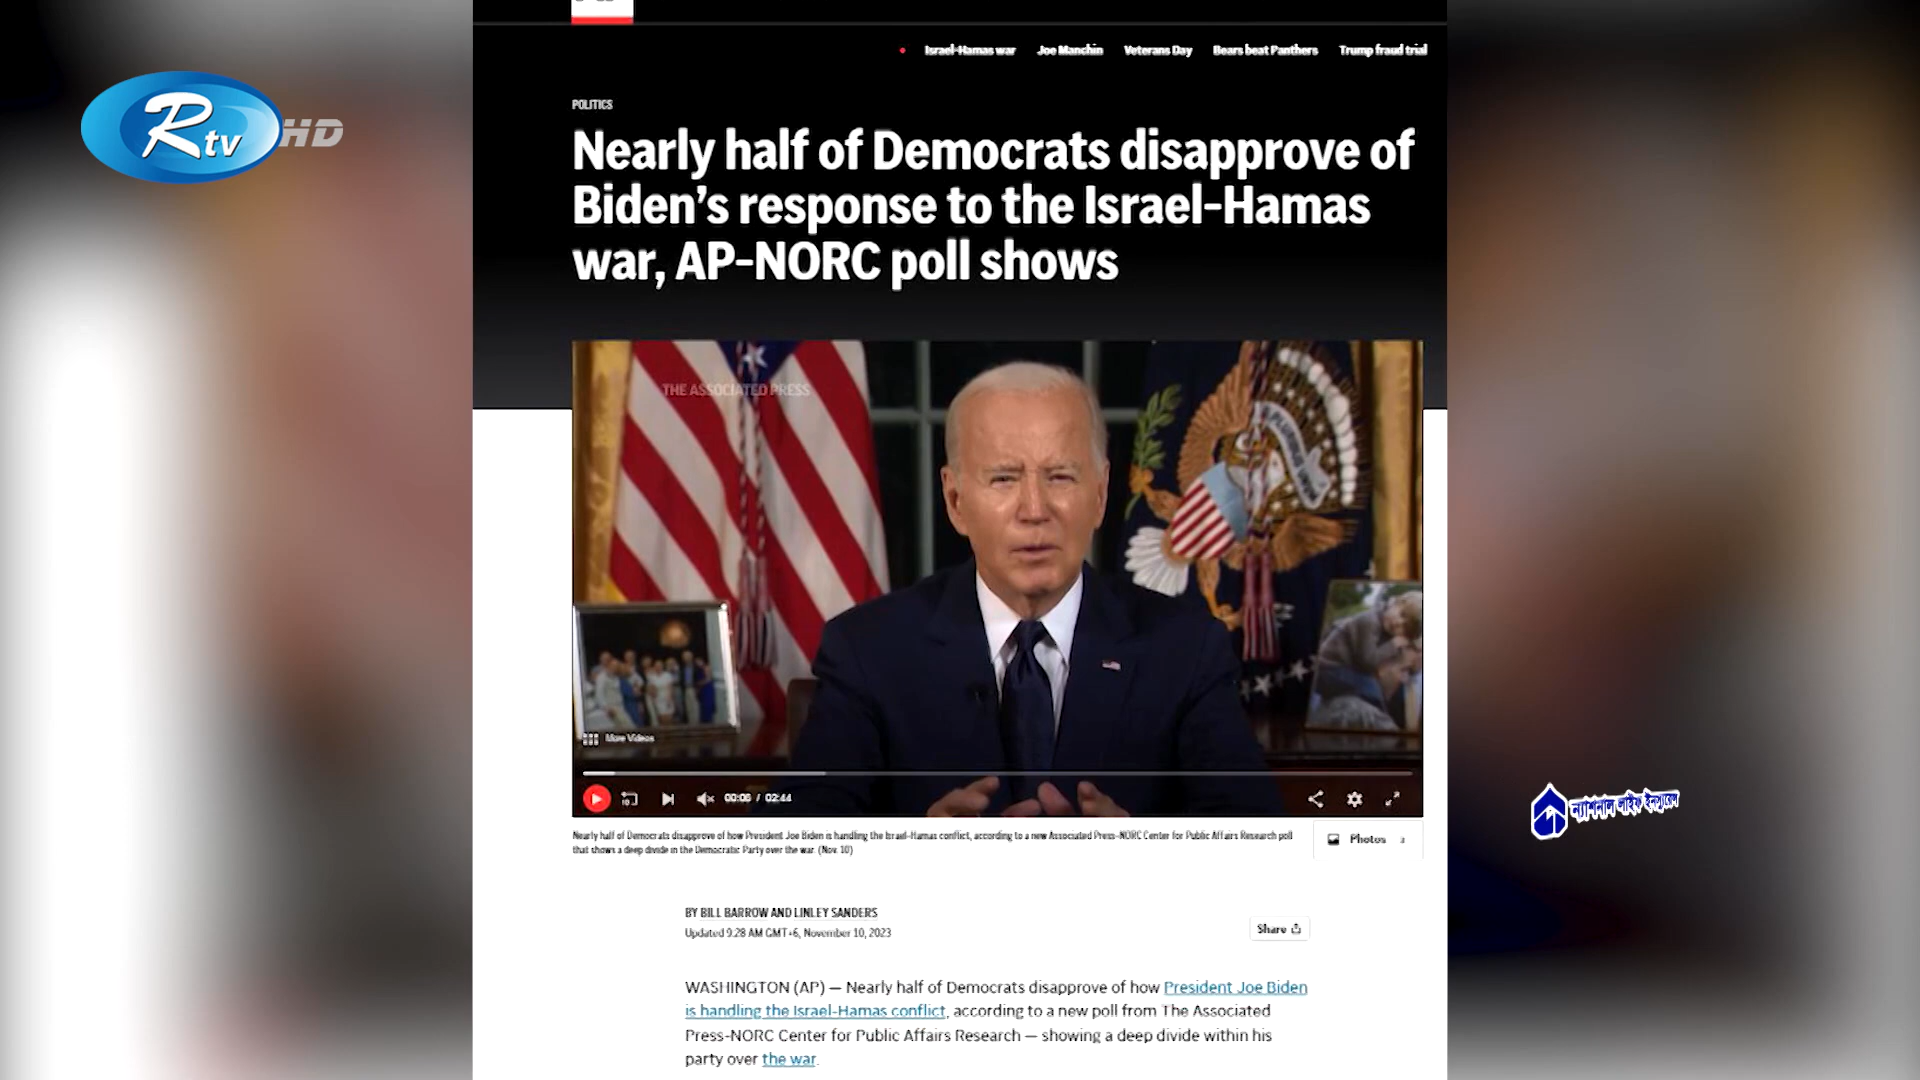 Israel-Hamas war Joe Manchin Veterans Day Bears beat Panthers Trump fraud trial
Rtv HD
POLITICS
Nearly half of Democrats disapprove of
Biden's response to the Israel-Hamas
war, AP-NORC poll shows
THE ASSOCIATED PRESS
More Videos
00:06 / 02:44
Nearly half of Democrats disapprove of how President Joe Biden is handling the Israel-Hamas conflict, according to a new Associated Press-NORC Center for Public Affairs Research poll
that shows a deep divide in the Democratic Party over the war. (Nov. 10)
Photos 3
ন্যাশনাল লাইফ ইনস্যুরেন্স
BY BILL BARROW AND LINLEY SANDERS
Updated 9:28 AM GMT+6, November 10, 2023
Share
WASHINGTON (AP) — Nearly half of Democrats disapprove of how President Joe Biden
is handling the Israel-Hamas conflict, according to a new poll from The Associated
Press-NORC Center for Public Affairs Research — showing a deep divide within his
party over the war.